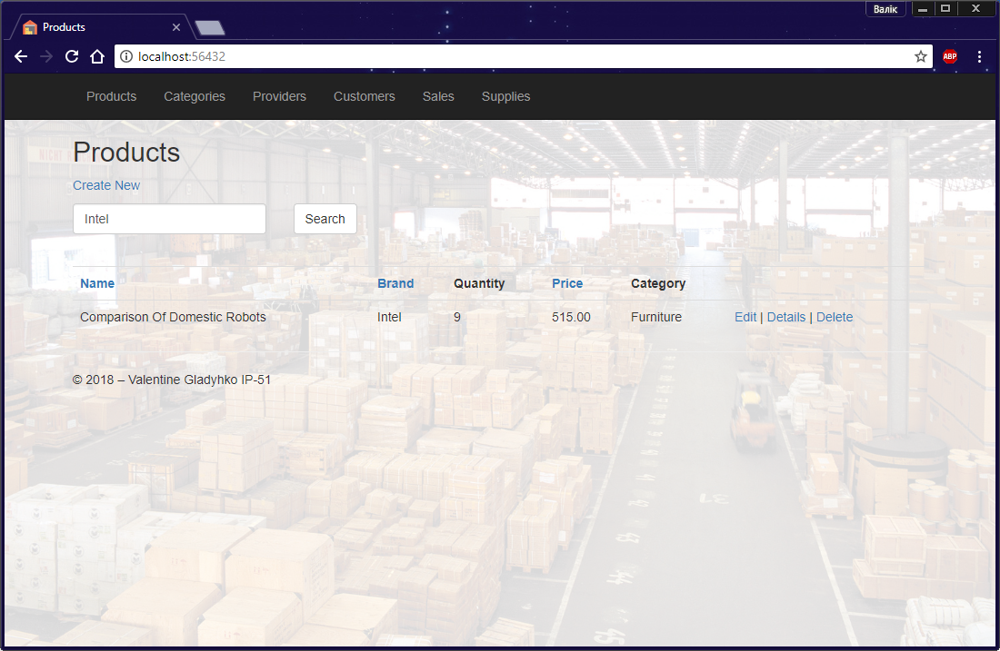 Валік
Products
localhost:56432
ABP
Products Categories Providers Customers Sales Supplies
Products
Create New
Intel Search
Name Brand Quantity Price Category
Comparison Of Domestic Robots Intel 9 515.00 Furniture Edit | Details | Delete
© 2018 – Valentine Gladyhko IP-51